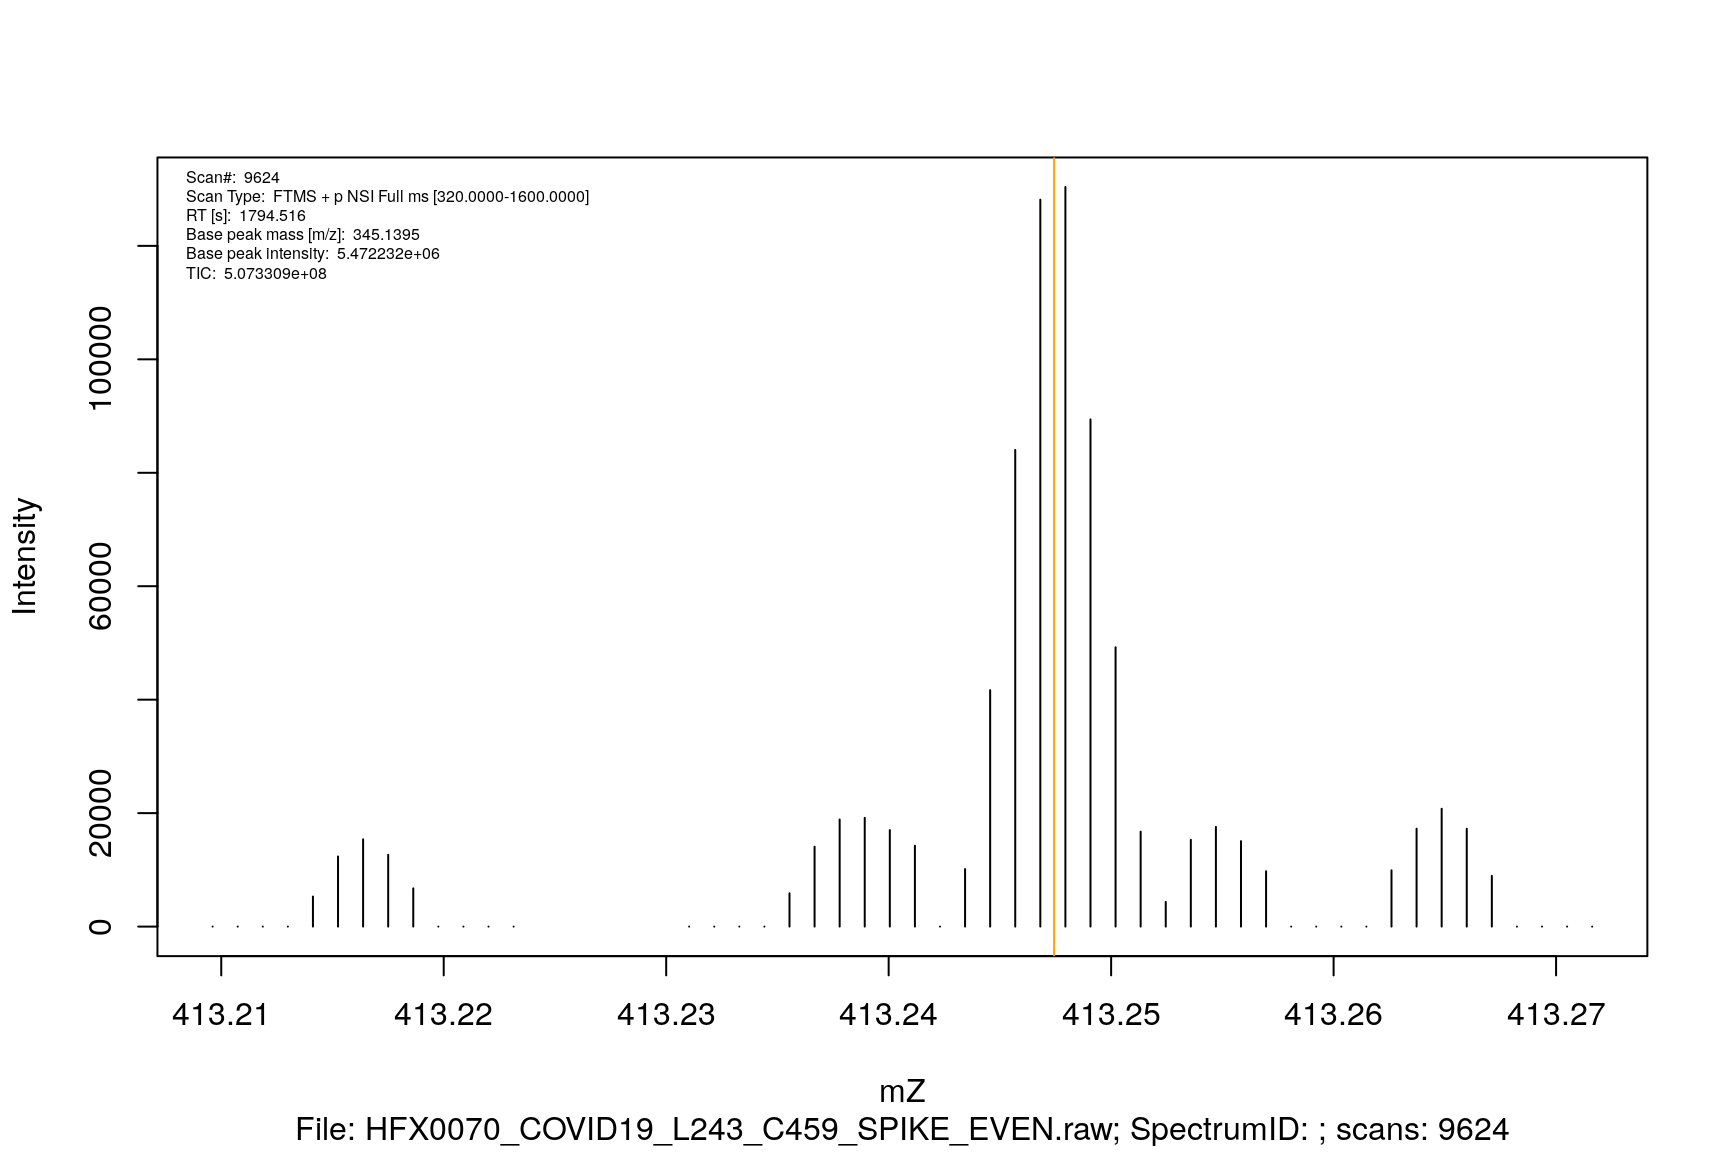 Scan#: 9624
Scan Type: FTMS + p NSI Full ms [320.0000-1600.0000]
RT [s]: 1794.516
Base peak mass [m/z]: 345.1395
Base peak intensity: 5.472232e+06
TIC: 5.073309e+08
Intensity
100000
60000
20000
0
413.21 413.22 413.23 413.24 413.25 413.26 413.27
mZ
File: HFX0070_COVID19_L243_C459_SPIKE_EVEN.raw; SpectrumID: ; scans: 9624